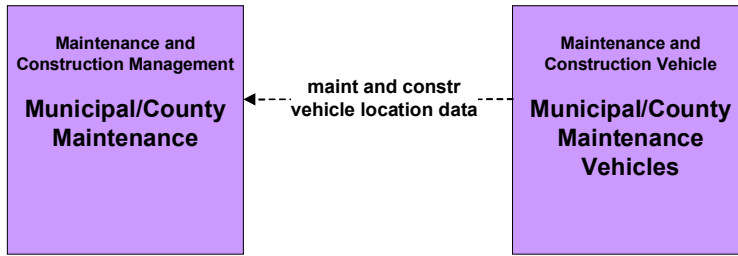 Maintenance and
Construction Management
Municipal/County
Maintenance
maint and constr
vehicle location data
Maintenance and
Construction Vehicle
Municipal/County
Maintenance
Vehicles